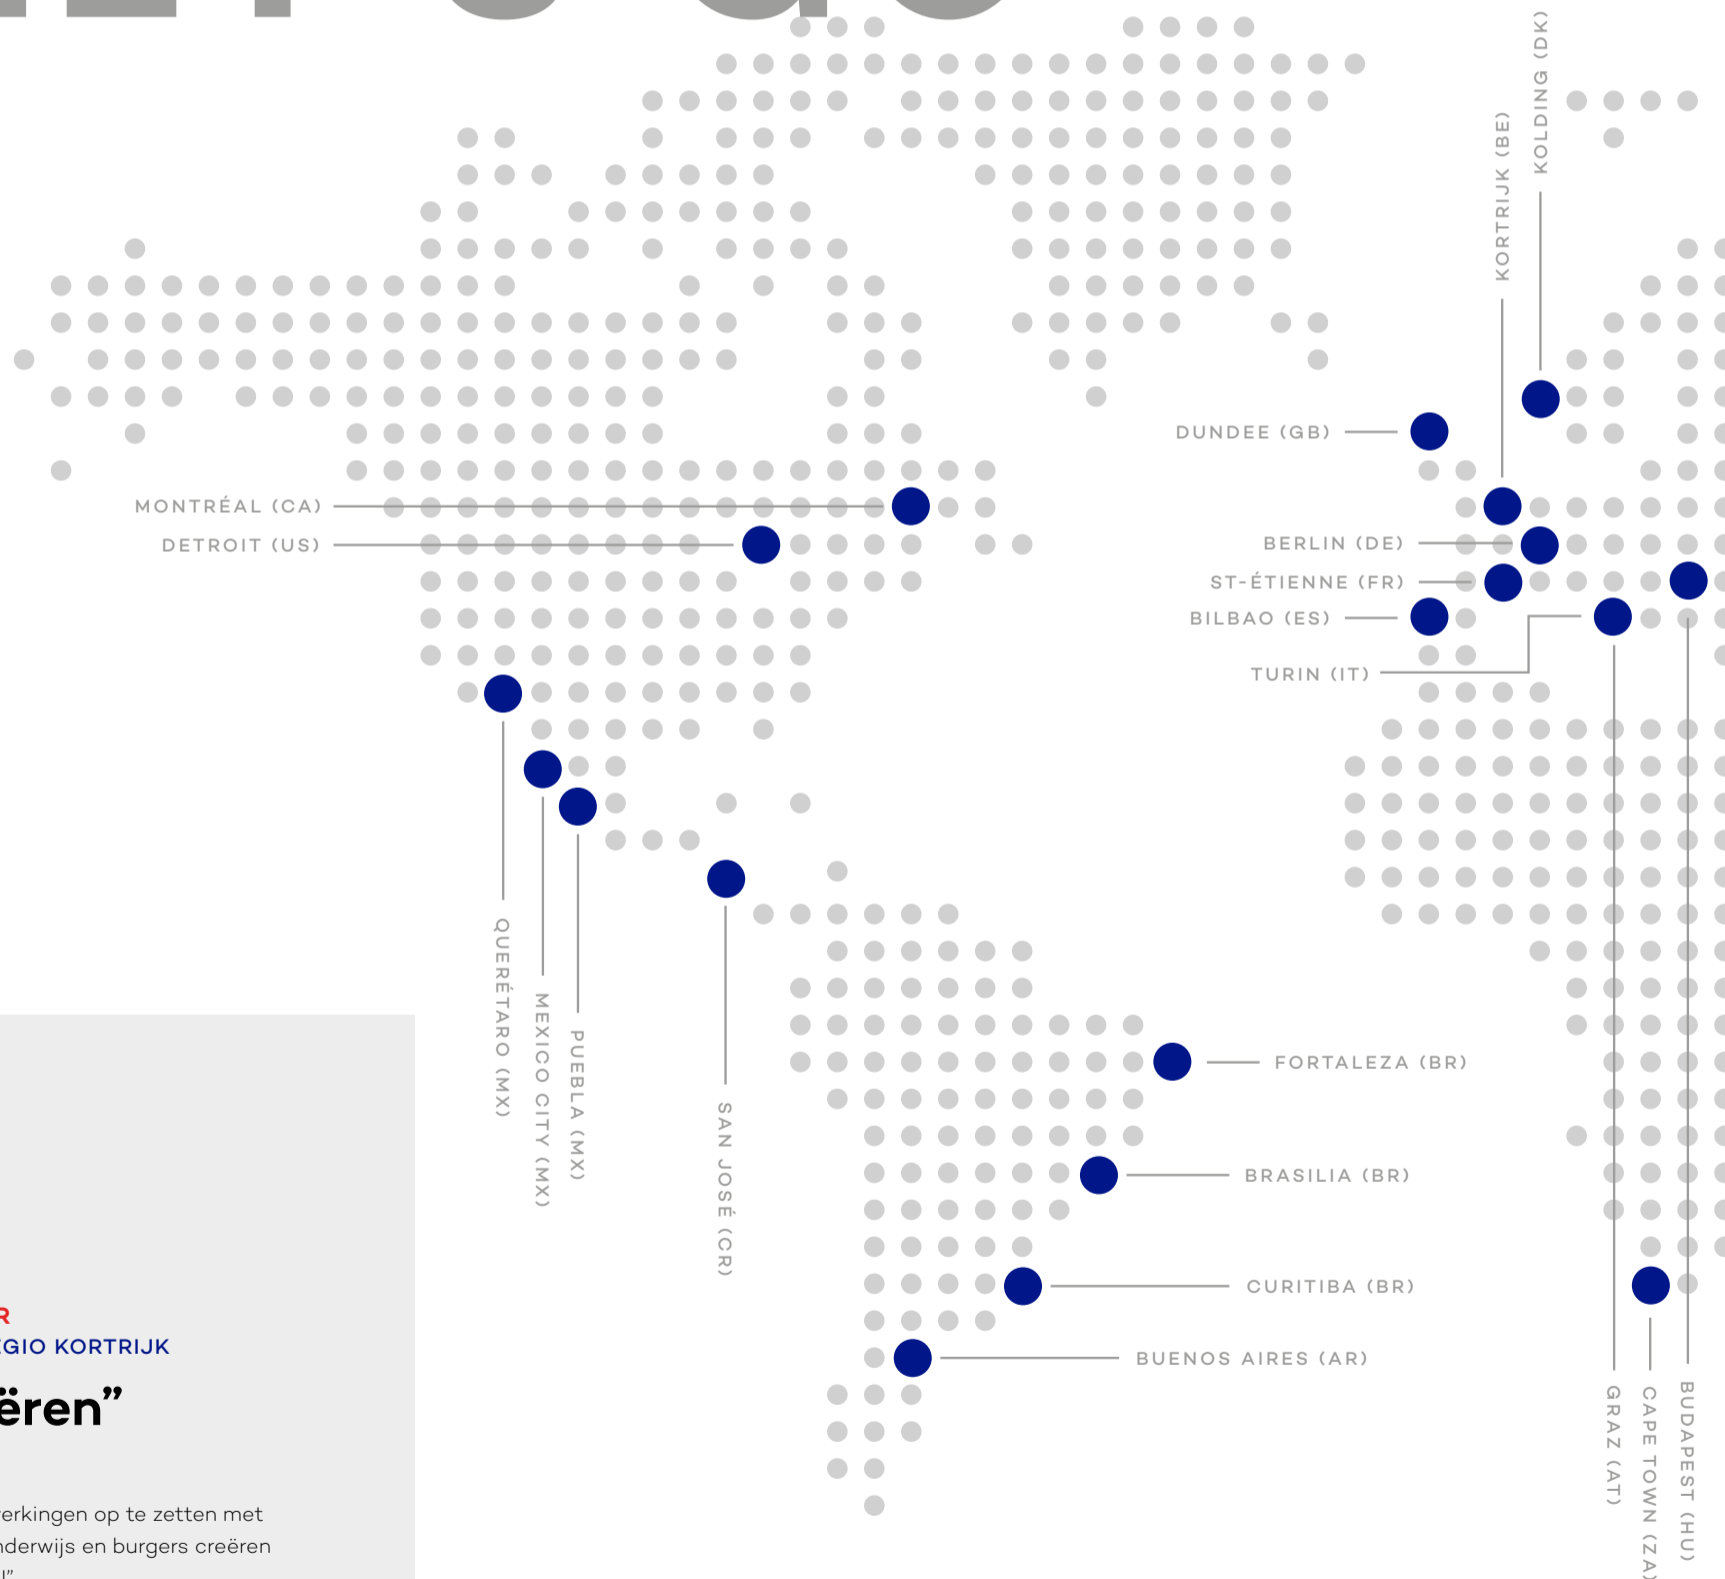 KOLDING (DK)
KORTRIJK (BE)
DUNDEE (GB)
MONTRÉAL (CA)
DETROIT (US)
BERLIN (DE)
ST-ÉTIENNE (FR)
BILBAO (ES)
TURIN (IT)
QUERÉTARO (MX)
MEXICO CITY (MX)
PUEBLA (MX)
SAN JOSÉ (CR)
FORTALEZA (BR)
BRASILIA (BR)
CURITIBA (BR)
BUENOS AIRES (AR)
GRAZ (AT)
CAPE TOWN (ZA)
BUDAPEST (HU)
R
EGIO KORTRIJK
ëren”
erkingen op te zetten met
nderwijs en burgers creëren
!”